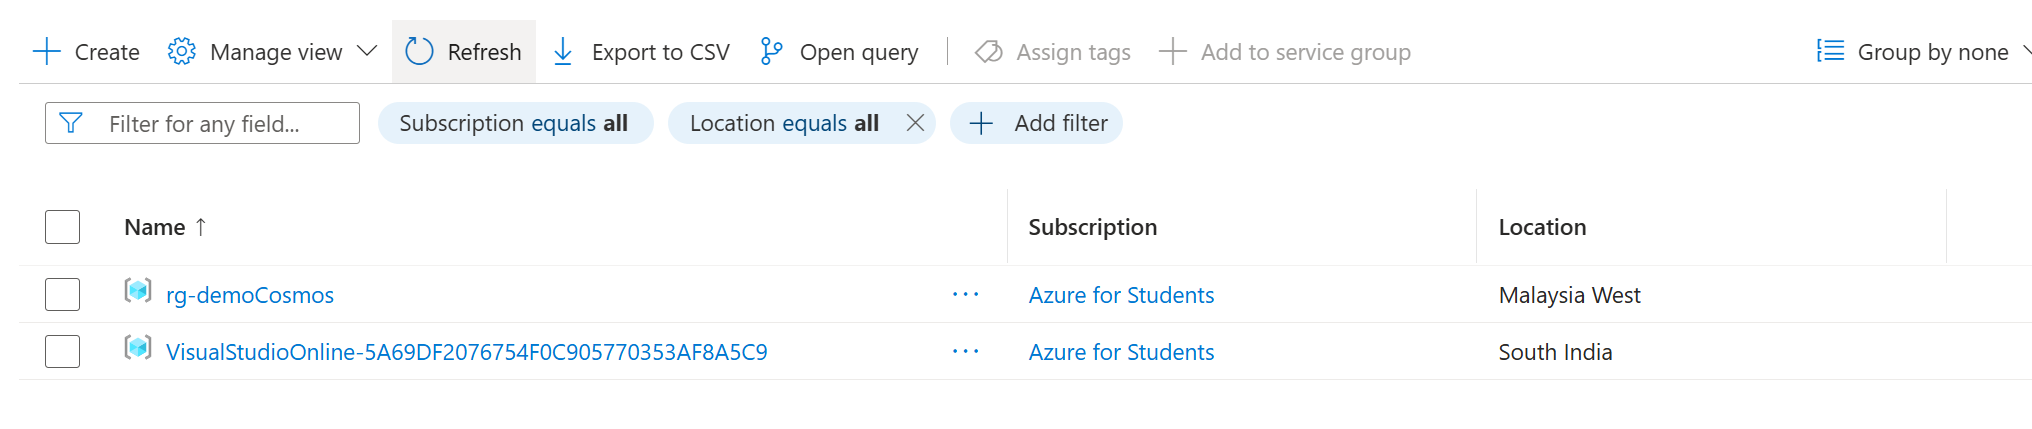 Create Manage view Refresh Export to CSV Open query Assign tags Add to service group Group by none
Filter for any field... Subscription equals all Location equals all Add filter
Name ↑ Subscription Location
rg-demoCosmos ... Azure for Students Malaysia West
VisualStudioOnline-5A69DF2076754F0C905770353AF8A5C9 ... Azure for Students South India